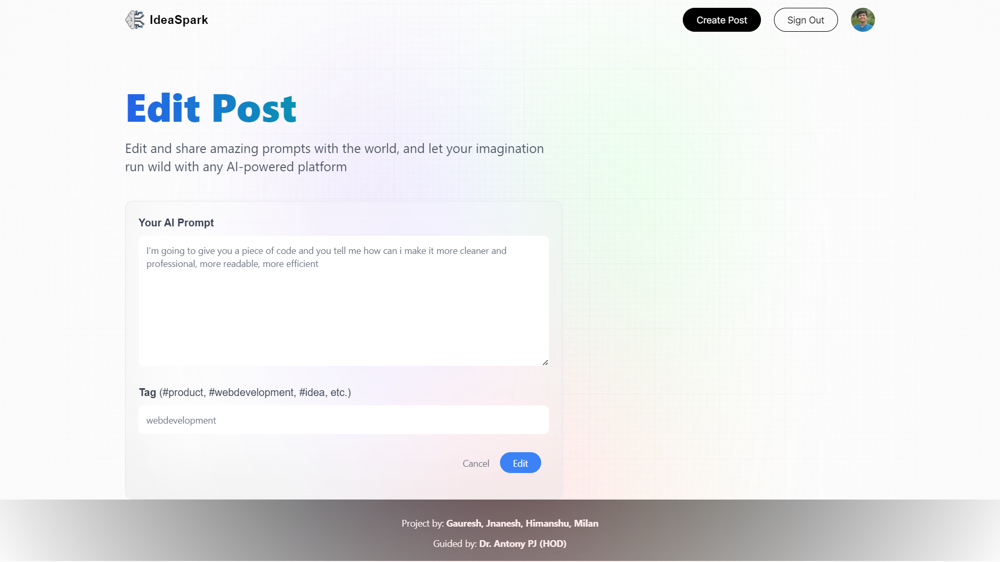 IdeaSpark
Create Post
Sign Out
Edit Post
Edit and share amazing prompts with the world, and let your imagination
run wild with any AI-powered platform
Your AI Prompt
I'm going to give you a piece of code and you tell me how can i make it more cleaner and
professional, more readable, more efficient
Tag (#product, #webdevelopment, #idea, etc.)
webdevelopment
Cancel
Edit
Project by: Gauresh, Jnanesh, Himanshu, Milan
Guided by: Dr. Antony PJ (HOD)